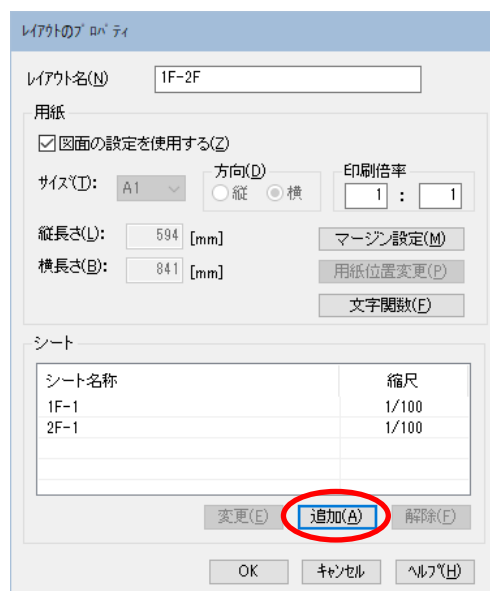 ﾚｲｱｳﾄのﾌﾟﾛﾊﾟﾃｨ
ﾚｲｱｳﾄ名(N) 1F-2F
用紙
図面の設定を使用する(Z)
ｻｲｽﾞ(T): A1 方向(D) 縦 横 印刷倍率 1 : 1
縦長さ(L): 594 [mm] マージン設定(M)
横長さ(B): 841 [mm] 用紙位置変更(P)
文字関数(F)
シート
シート名称 縮尺
1F-1 1/100
2F-1 1/100
変更(E) 追加(A) 解除(F)
OK ｷｬﾝｾﾙ ﾍﾙﾌﾟ(H)